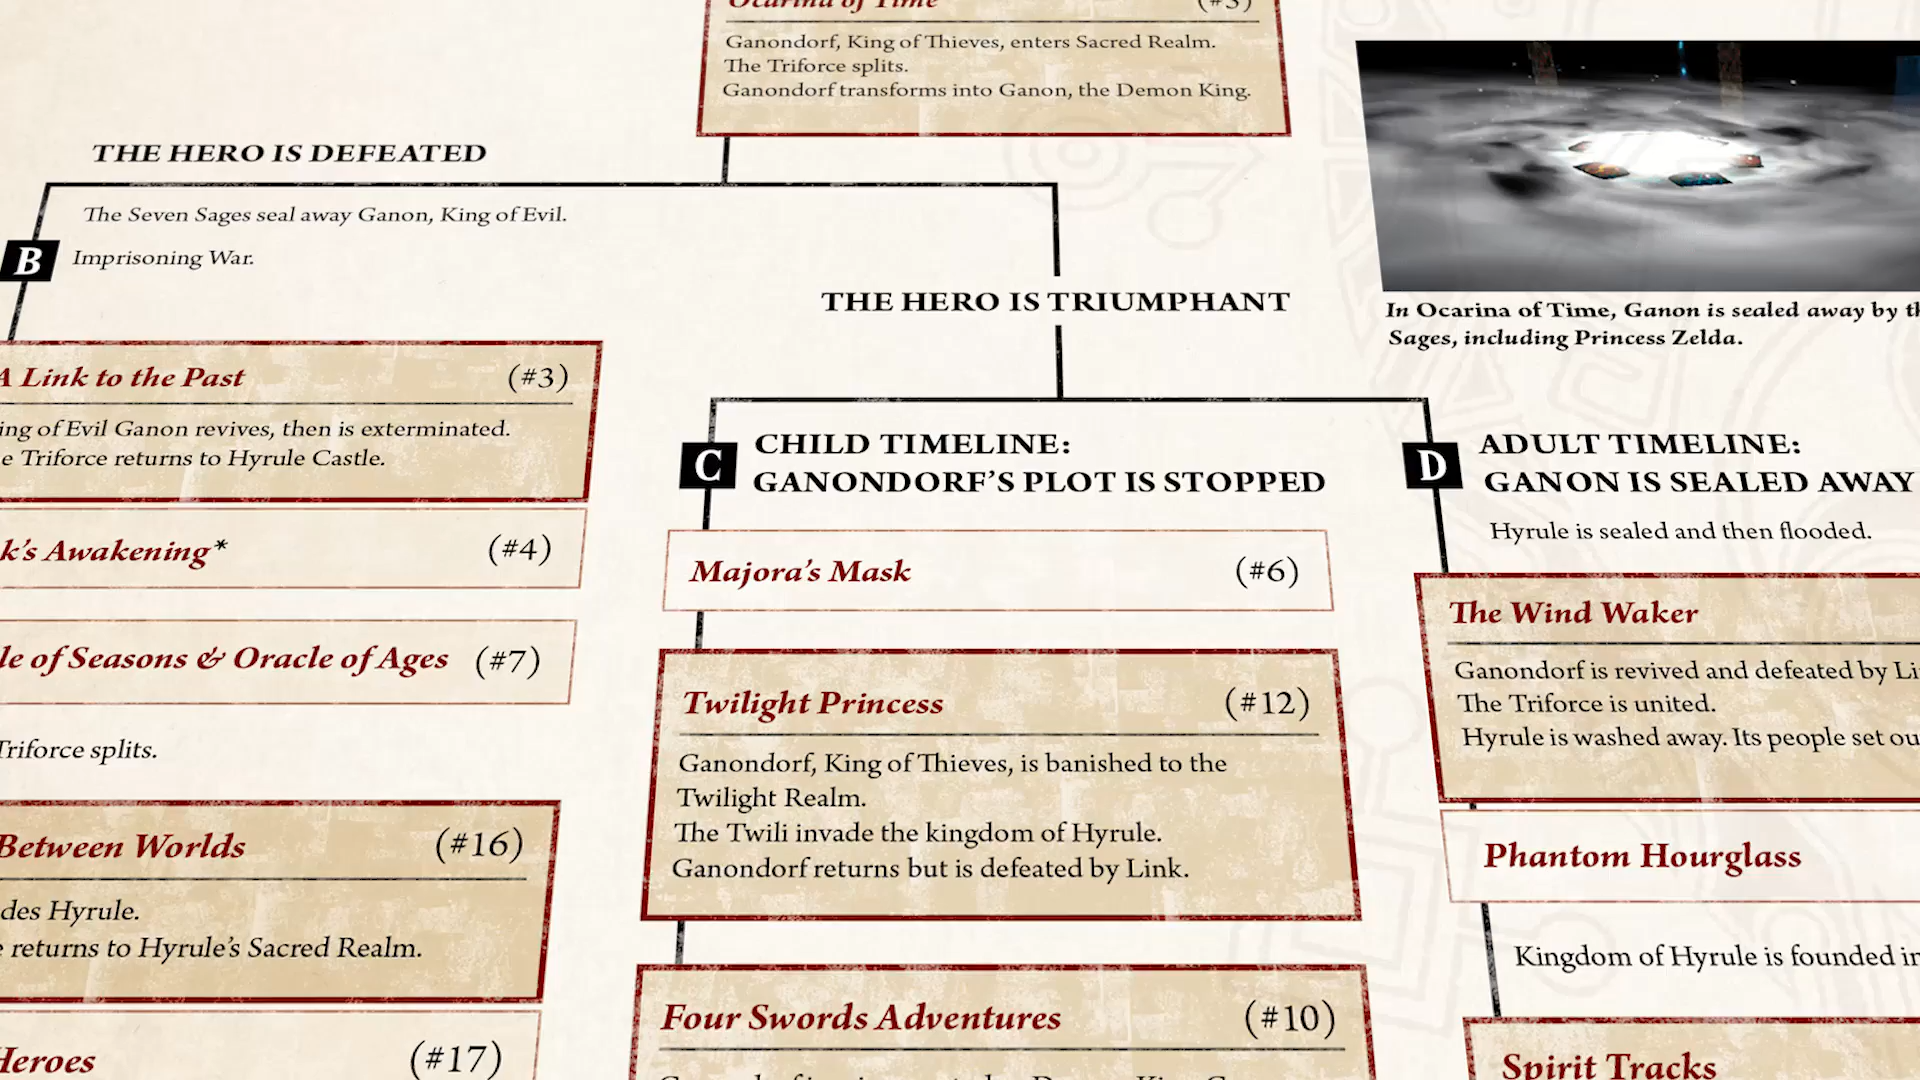 Ocarina of Time (#5)
Ganondorf, King of Thieves, enters Sacred Realm.
The Triforce splits.
Ganondorf transforms into Ganon, the Demon King.
THE HERO IS DEFEATED
The Seven Sages seal away Ganon, King of Evil.
B
Imprisoning War.
A Link to the Past (#3)
ing of Evil Ganon revives, then is exterminated.
e Triforce returns to Hyrule Castle.
k's Awakening* (#4)
le of Seasons & Oracle of Ages (#7)
Triforce splits.
Between Worlds (#16)
des Hyrule.
e returns to Hyrule's Sacred Realm.
Heroes (#17)
THE HERO IS TRIUMPHANT
C
CHILD TIMELINE:
GANONDORF'S PLOT IS STOPPED
Majora's Mask (#6)
Twilight Princess (#12)
Ganondorf, King of Thieves, is banished to the
Twilight Realm.
The Twili invade the kingdom of Hyrule.
Ganondorf returns but is defeated by Link.
Four Swords Adventures (#10)
In Ocarina of Time, Ganon is sealed away by th
Sages, including Princess Zelda.
D
ADULT TIMELINE:
GANON IS SEALED AWAY
Hyrule is sealed and then flooded.
The Wind Waker
Ganondorf is revived and defeated by Li
The Triforce is united.
Hyrule is washed away. Its people set ou
Phantom Hourglass
Kingdom of Hyrule is founded in
Spirit Tracks